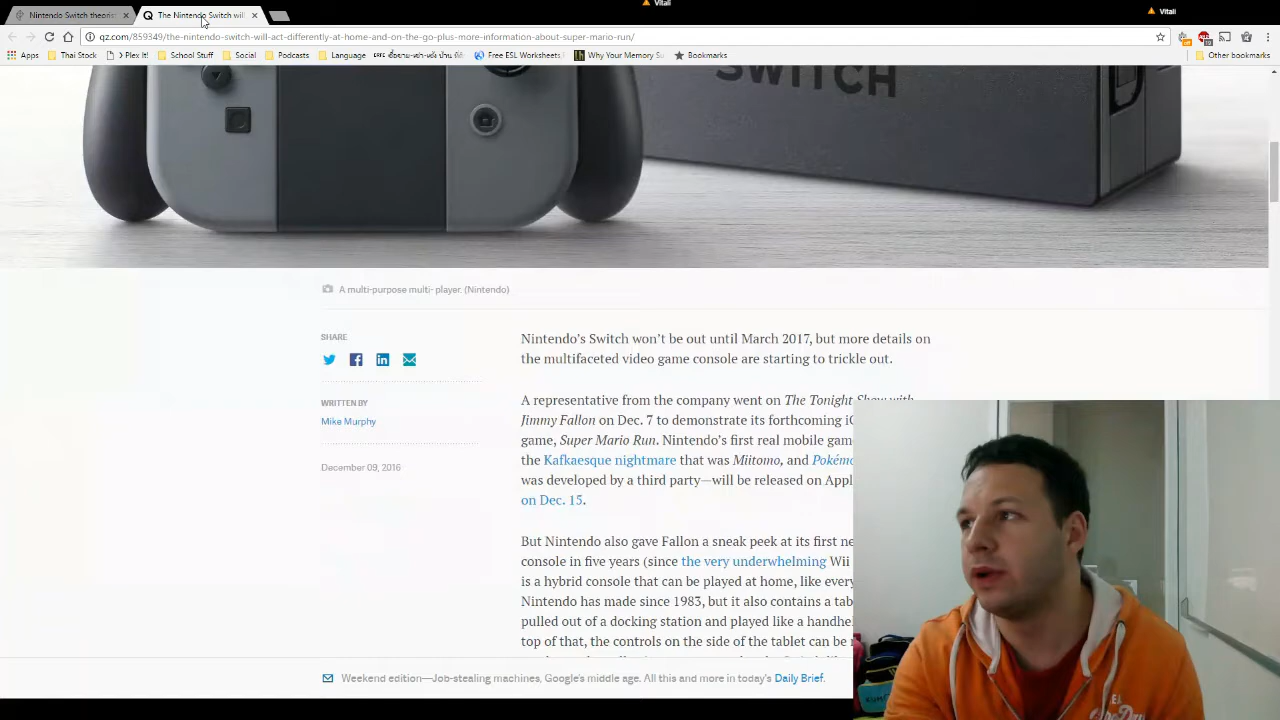 Vitali
Vitali
Nintendo Switch theorist
The Nintendo Switch will
qz.com/859349/the-nintendo-switch-will-act-differently-at-home-and-on-the-go-plus-more-information-about-super-mario-run/
Apps Thai Stock > Plex It! School Stuff Social Podcasts Language Free ESL Worksheets Why Your Memory Su Bookmarks Other bookmarks
SWITCH
A multi-purpose multi- player. (Nintendo)
SHARE
WRITTEN BY
Mike Murphy
December 09, 2016
Nintendo's Switch won't be out until March 2017, but more details on
the multifaceted video game console are starting to trickle out.
A representative from the company went on The Tonight Show with
Jimmy Fallon on Dec. 7 to demonstrate its forthcoming iO
game, Super Mario Run. Nintendo's first real mobile gam
the Kafkaesque nightmare that was Miitomo, and Pokémo
was developed by a third party—will be released on Appl
on Dec. 15.
But Nintendo also gave Fallon a sneak peek at its first ne
console in five years (since the very underwhelming Wii
is a hybrid console that can be played at home, like every
Nintendo has made since 1983, but it also contains a tab
pulled out of a docking station and played like a handhe
top of that, the controls on the side of the tablet can be r
Weekend edition—Job-stealing machines, Google's middle age. All this and more in today's Daily Brief.